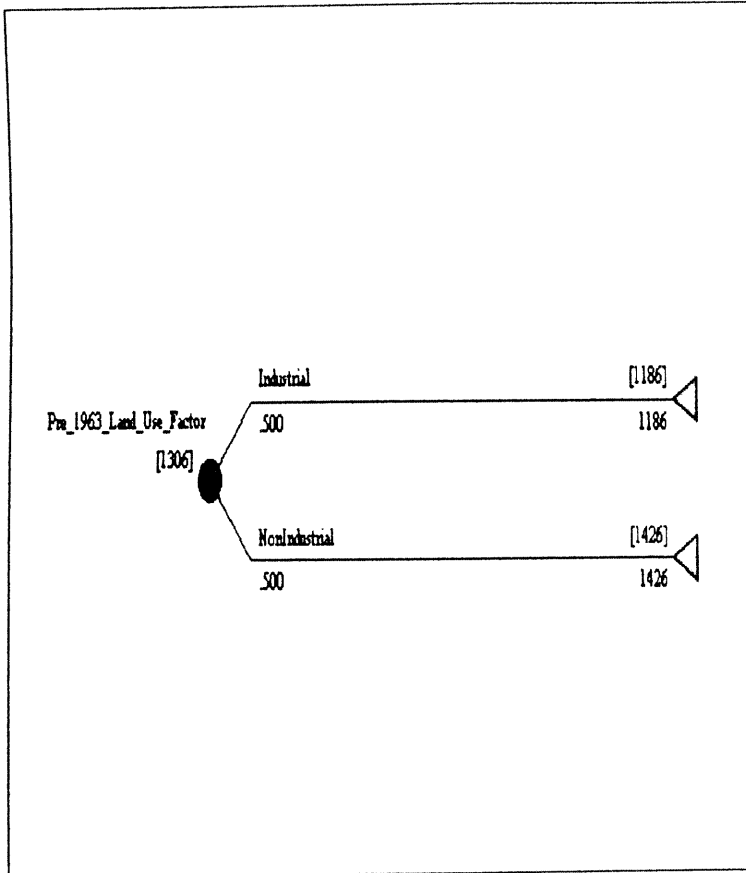 Industrial [1186]
Pre_1963_Land_Use_Factor .500 1186
[1306]
NonIndustrial [1426]
.500 1426